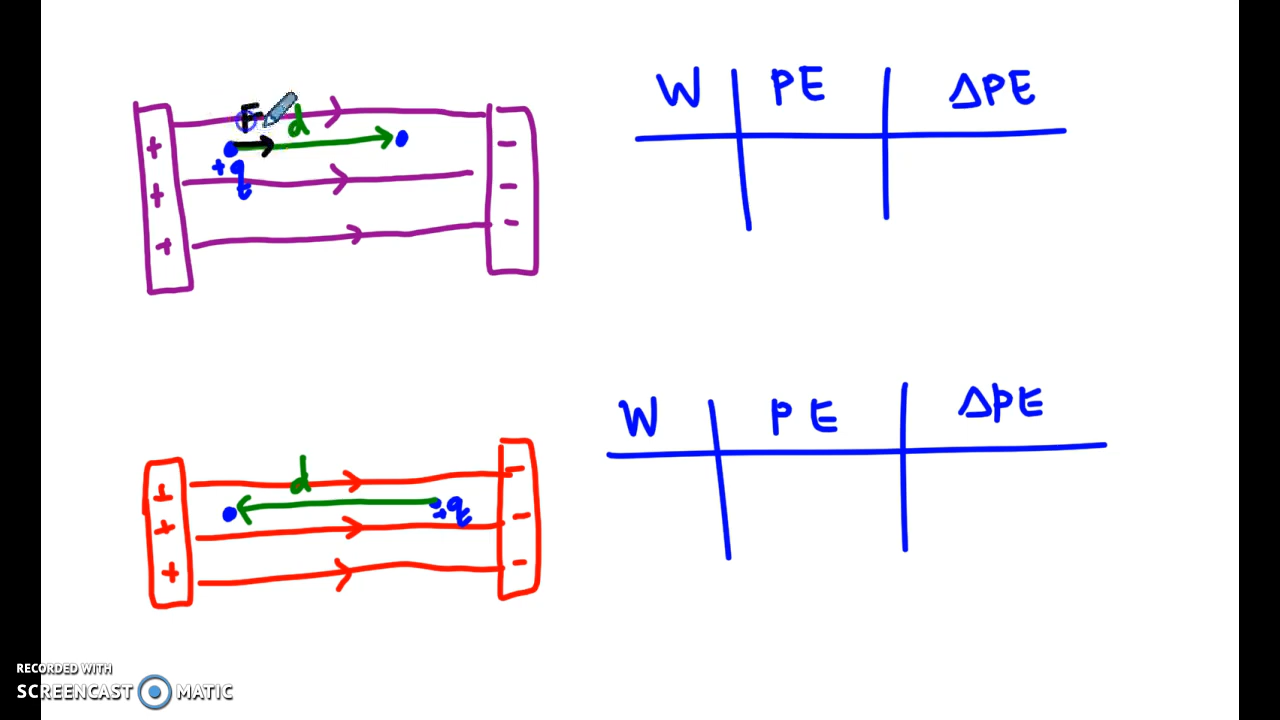 W PE ΔPE
F d
+ -
+q
+ -
+ -
W PE ΔPE
d
+ -
+q
+ -
+ -
RECORDED WITH
SCREENCAST MATIC